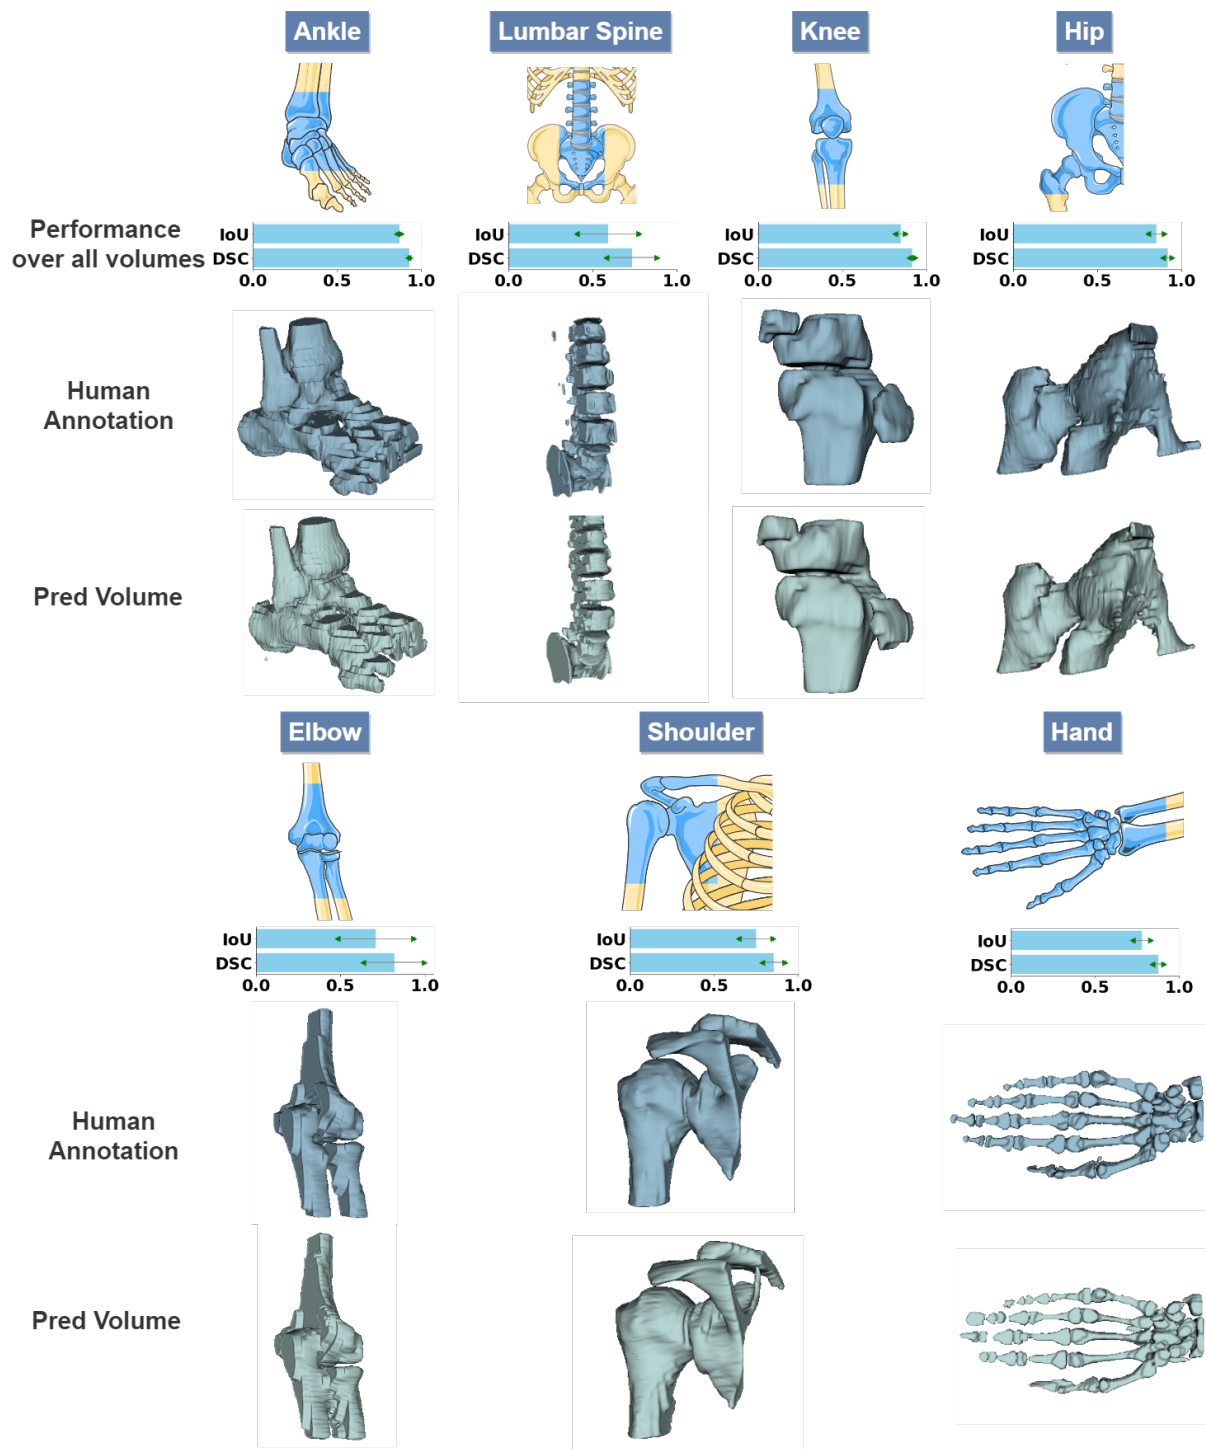 Ankle
Lumbar Spine
Knee
Hip
Performance
over all volumes
IoU
DSC
0.0 0.5 1.0
IoU
DSC
0.0 0.5 1.0
IoU
DSC
0.0 0.5 1.0
IoU
DSC
0.0 0.5 1.0
Human
Annotation
Pred Volume
Elbow
Shoulder
Hand
IoU
DSC
0.0 0.5 1.0
IoU
DSC
0.0 0.5 1.0
IoU
DSC
0.0 0.5 1.0
Human
Annotation
Pred Volume